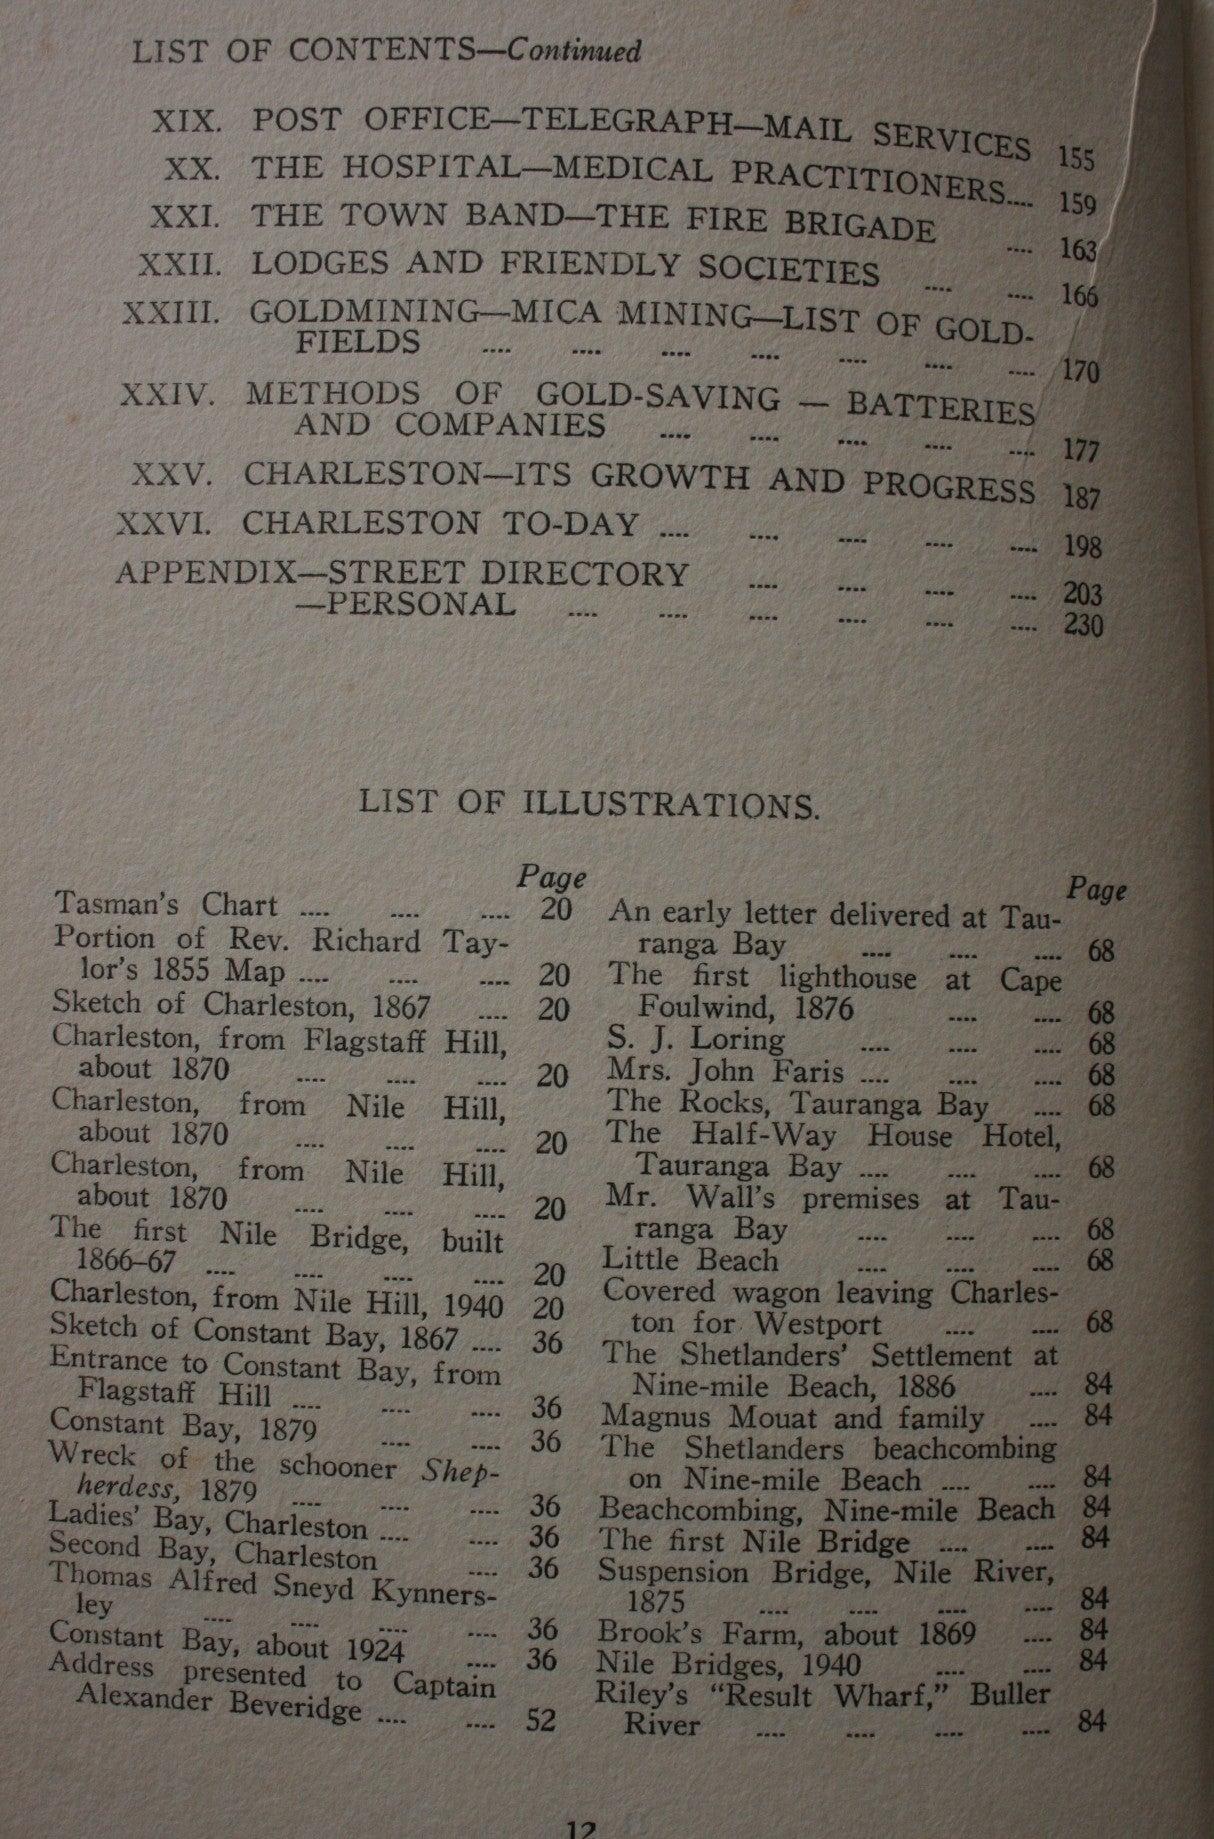 LIST OF CONTENTS—Continued
XIX. POST OFFICE—TELEGRAPH—MAIL SERVICES 155
XX. THE HOSPITAL—MEDICAL PRACTITIONERS.... 159
XXI. THE TOWN BAND—THE FIRE BRIGADE .... 163
XXII. LODGES AND FRIENDLY SOCIETIES .... .... 166
XXIII. GOLDMINING—MICA MINING—LIST OF GOLD-
FIELDS .... .... .... .... .... .... .... 170
XXIV. METHODS OF GOLD-SAVING — BATTERIES
AND COMPANIES .... .... .... .... .... 177
XXV. CHARLESTON—ITS GROWTH AND PROGRESS 187
XXVI. CHARLESTON TO-DAY .... .... .... .... .... 198
APPENDIX—STREET DIRECTORY .... .... .... .... 203
—PERSONAL .... .... .... .... .... .... 230
LIST OF ILLUSTRATIONS.
Page
Tasman's Chart .... .... .... 20
Portion of Rev. Richard Tay-
lor's 1855 Map .... .... .... 20
Sketch of Charleston, 1867 .... 20
Charleston, from Flagstaff Hill,
about 1870 .... .... .... 20
Charleston, from Nile Hill,
about 1870 .... .... .... 20
Charleston, from Nile Hill,
about 1870 .... .... .... 20
The first Nile Bridge, built
1866–67 .... .... .... .... 20
Charleston, from Nile Hill, 1940 20
Sketch of Constant Bay, 1867 .... 36
Entrance to Constant Bay, from
Flagstaff Hill .... .... .... 36
Constant Bay, 1879 .... .... 36
Wreck of the schooner Shep-
herdess, 1879 .... .... .... 36
Ladies' Bay, Charleston .... .... 36
Second Bay, Charleston .... 36
Thomas Alfred Sneyd Kynners-
ley .... .... .... .... 36
Constant Bay, about 1924 .... 36
Address presented to Captain
Alexander Beveridge .... .... 52
Page
An early letter delivered at Tau-
ranga Bay .... .... .... 68
The first lighthouse at Cape
Foulwind, 1876 .... .... 68
S. J. Loring .... .... .... 68
Mrs. John Faris .... .... .... 68
The Rocks, Tauranga Bay .... 68
The Half-Way House Hotel,
Tauranga Bay .... .... .... 68
Mr. Wall's premises at Tau-
ranga Bay .... .... .... 68
Little Beach .... .... .... 68
Covered wagon leaving Charles-
ton for Westport .... .... 68
The Shetlanders' Settlement at
Nine-mile Beach, 1886 .... 84
Magnus Mouat and family .... 84
The Shetlanders beachcombing
on Nine-mile Beach .... .... 84
Beachcombing, Nine-mile Beach 84
The first Nile Bridge .... .... 84
Suspension Bridge, Nile River,
1875 .... .... .... .... 84
Brook's Farm, about 1869 .... 84
Nile Bridges, 1940 .... .... 84
Riley's "Result Wharf," Buller
River .... .... .... .... 84
12